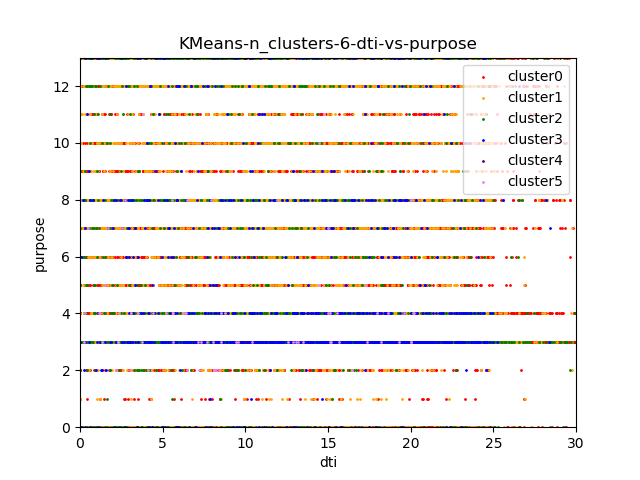 KMeans-n_clusters-6-dti-vs-purpose
cluster0
cluster1
cluster2
cluster3
cluster4
cluster5
purpose
12
10
8
6
4
2
0
0 5 10 15 20 25 30
dti